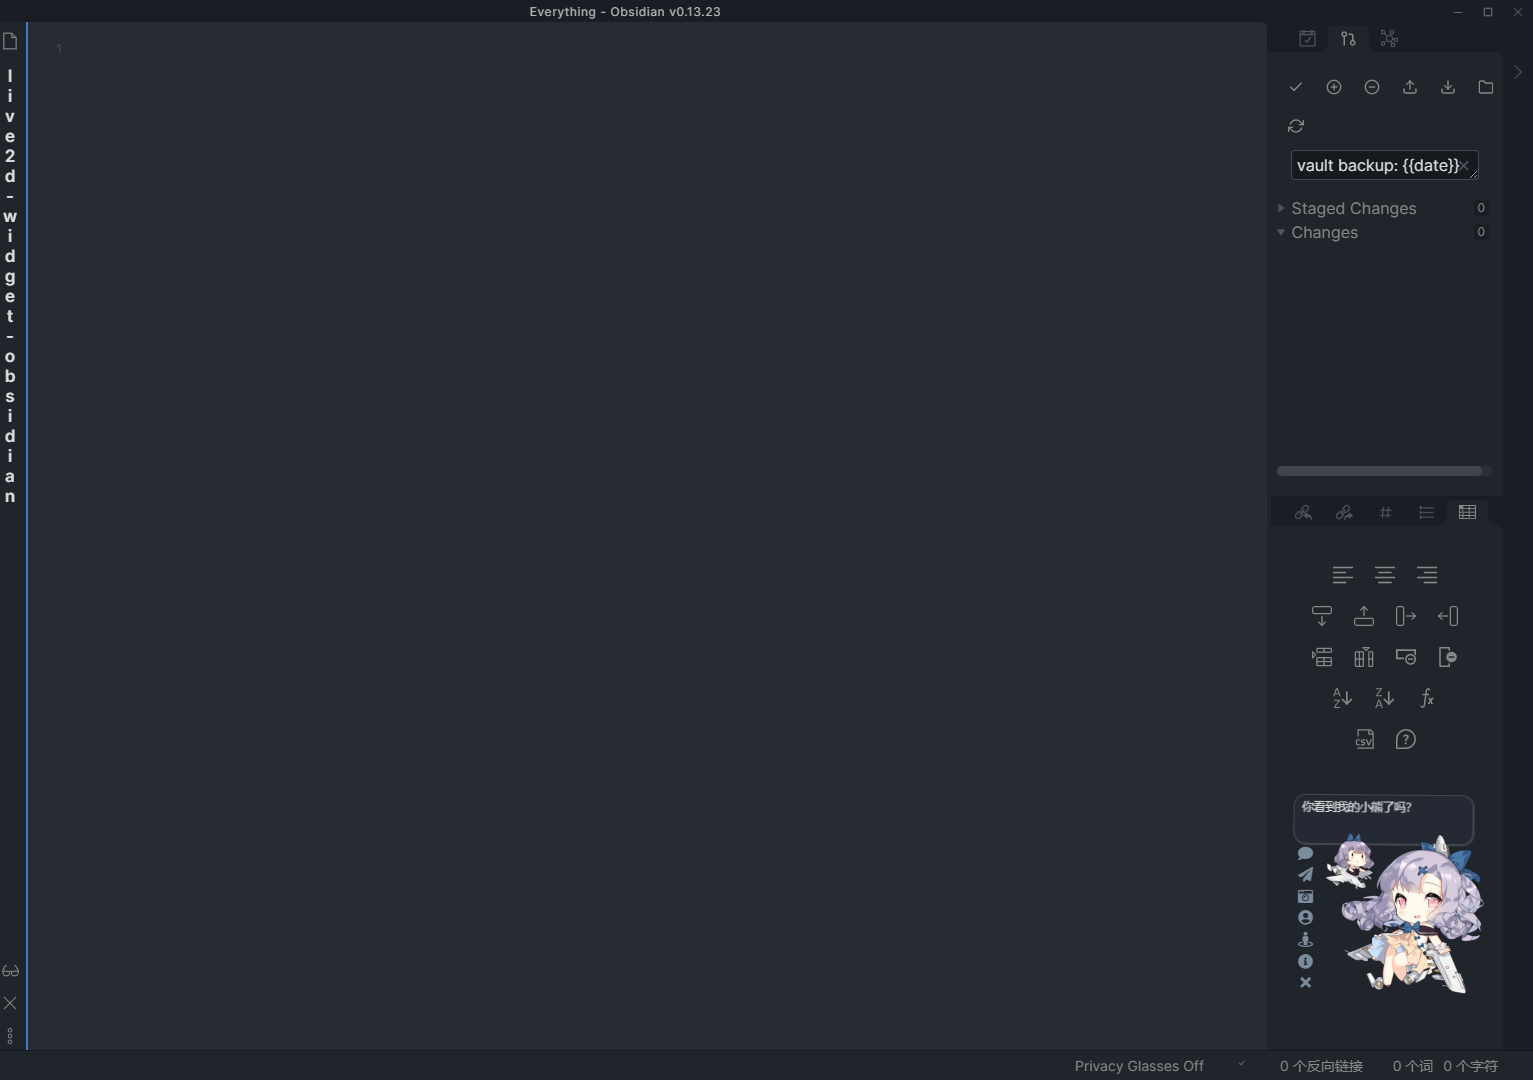 Everything - Obsidian v0.13.23
live2d-widget-obsidian
1
vault backup: {{date}}
Staged Changes 0
Changes 0
A
Z
Z
A
fx
CSV
你看到我的小熊了吗?
Privacy Glasses Off
0 个反向链接
0 个词 0 个字符